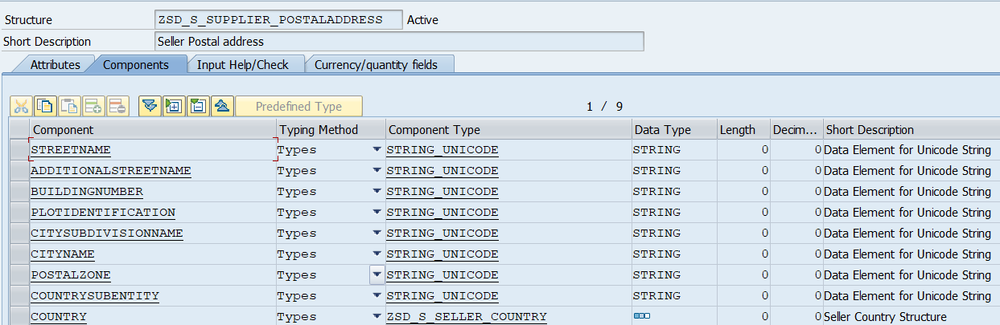 Structure ZSD_S_SUPPLIER_POSTALADDRESS Active
Short Description Seller Postal address
Attributes Components Input Help/Check Currency/quantity fields
Predefined Type 1 / 9
Component Typing Method Component Type Data Type Length Decim... Short Description
STREETNAME Types STRING_UNICODE STRING 0 0 Data Element for Unicode String
ADDITIONALSTREETNAME Types STRING_UNICODE STRING 0 0 Data Element for Unicode String
BUILDINGNUMBER Types STRING_UNICODE STRING 0 0 Data Element for Unicode String
PLOTIDENTIFICATION Types STRING_UNICODE STRING 0 0 Data Element for Unicode String
CITYSUBDIVISIONNAME Types STRING_UNICODE STRING 0 0 Data Element for Unicode String
CITYNAME Types STRING_UNICODE STRING 0 0 Data Element for Unicode String
POSTALZONE Types STRING_UNICODE STRING 0 0 Data Element for Unicode String
COUNTRYSUBENTITY Types STRING_UNICODE STRING 0 0 Data Element for Unicode String
COUNTRY Types ZSD_S_SELLER_COUNTRY 0 0 Seller Country Structure